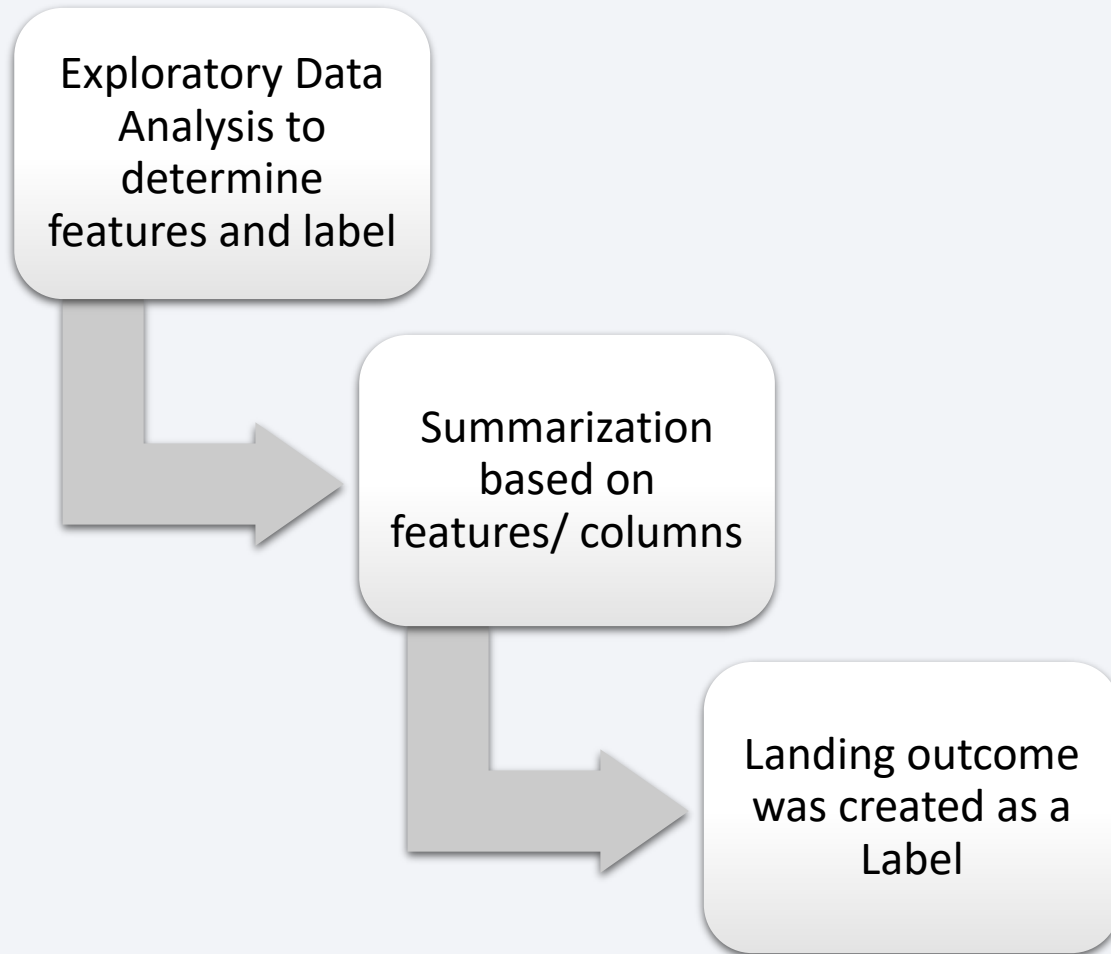 Exploratory Data
Analysis to
determine
features and label
Summarization
based on
features/ columns
Landing outcome
was created as a
Label